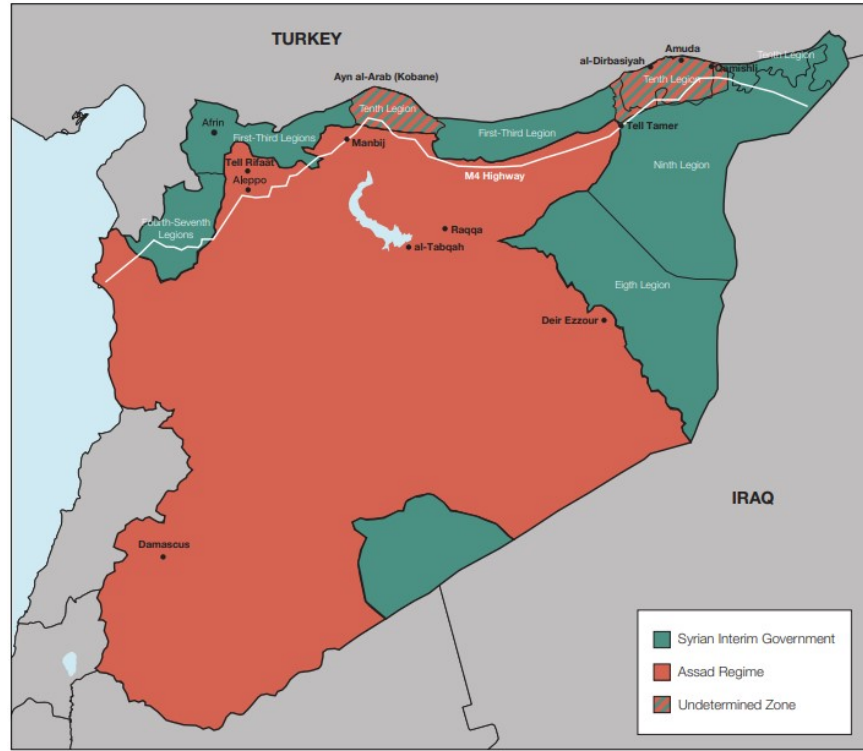 TURKEY
Tenth Legion
Amuda
al-Dirbasiyah
Qamishli
Ayn al-Arab (Kobane)
Tenth Legion
Tenth Legion
Afrin
First-Third Legions
First-Third Legion
Tell Tamer
Manbij
Tell Rifaat
Aleppo
M4 Highway
Ninth Legion
Fourth-Seventh
Legions
Raqqa
al-Tabqah
Eigth Legion
Deir Ezzour
IRAQ
Damascus
Syrian Interim Government
Assad Regime
Undetermined Zone